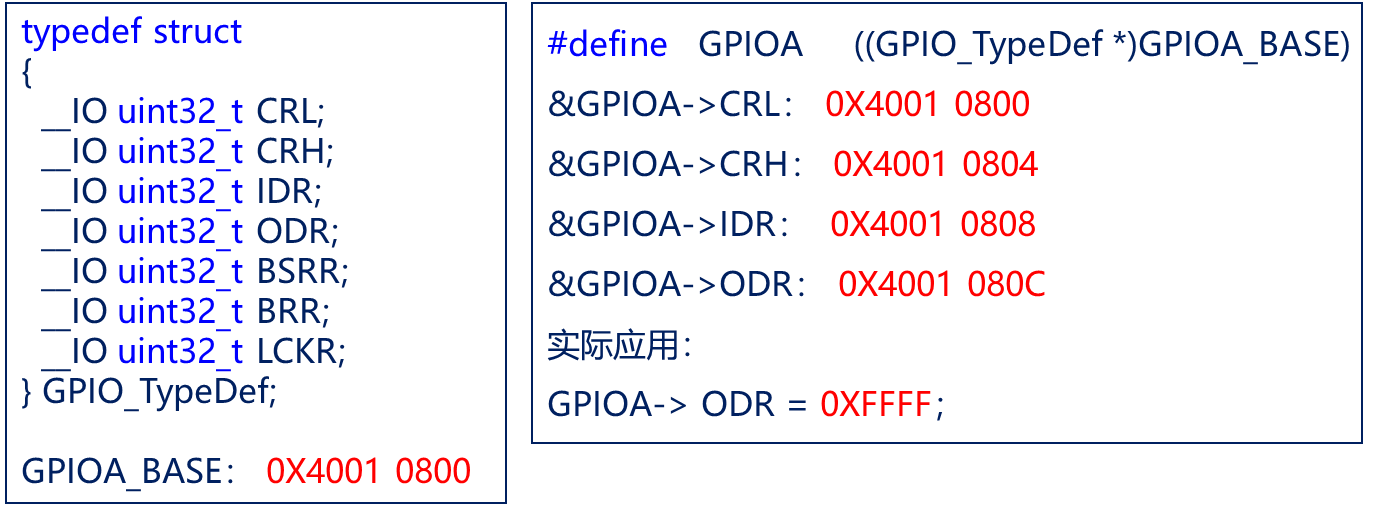 typedef struct
{
__IO uint32_t CRL;
__IO uint32_t CRH;
__IO uint32_t IDR;
__IO uint32_t ODR;
__IO uint32_t BSRR;
__IO uint32_t BRR;
__IO uint32_t LCKR;
} GPIO_TypeDef;
GPIOA_BASE： 0X4001 0800
#define GPIOA ((GPIO_TypeDef *)GPIOA_BASE)
&GPIOA->CRL： 0X4001 0800
&GPIOA->CRH： 0X4001 0804
&GPIOA->IDR： 0X4001 0808
&GPIOA->ODR： 0X4001 080C
实际应用：
GPIOA-> ODR = 0XFFFF;